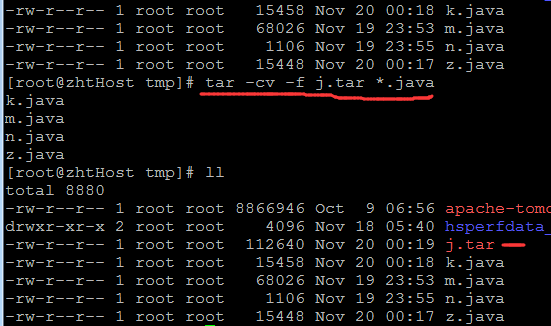 -rw-r--r-- 1 root root 15458 Nov 20 00:18 k.java
-rw-r--r-- 1 root root 68026 Nov 19 23:53 m.java
-rw-r--r-- 1 root root 1106 Nov 19 23:55 n.java
-rw-r--r-- 1 root root 15448 Nov 20 00:17 z.java
[root@zhtHost tmp]# tar -cv -f j.tar *.java
k.java
m.java
n.java
z.java
[root@zhtHost tmp]# ll
total 8880
-rw-r--r-- 1 root root 8866946 Oct 9 06:56 apache-tomc
drwxr-xr-x 2 root root 4096 Nov 18 05:40 hsperfdata_
-rw-r--r-- 1 root root 112640 Nov 20 00:19 j.tar
-rw-r--r-- 1 root root 15458 Nov 20 00:18 k.java
-rw-r--r-- 1 root root 68026 Nov 19 23:53 m.java
-rw-r--r-- 1 root root 1106 Nov 19 23:55 n.java
-rw-r--r-- 1 root root 15448 Nov 20 00:17 z.java